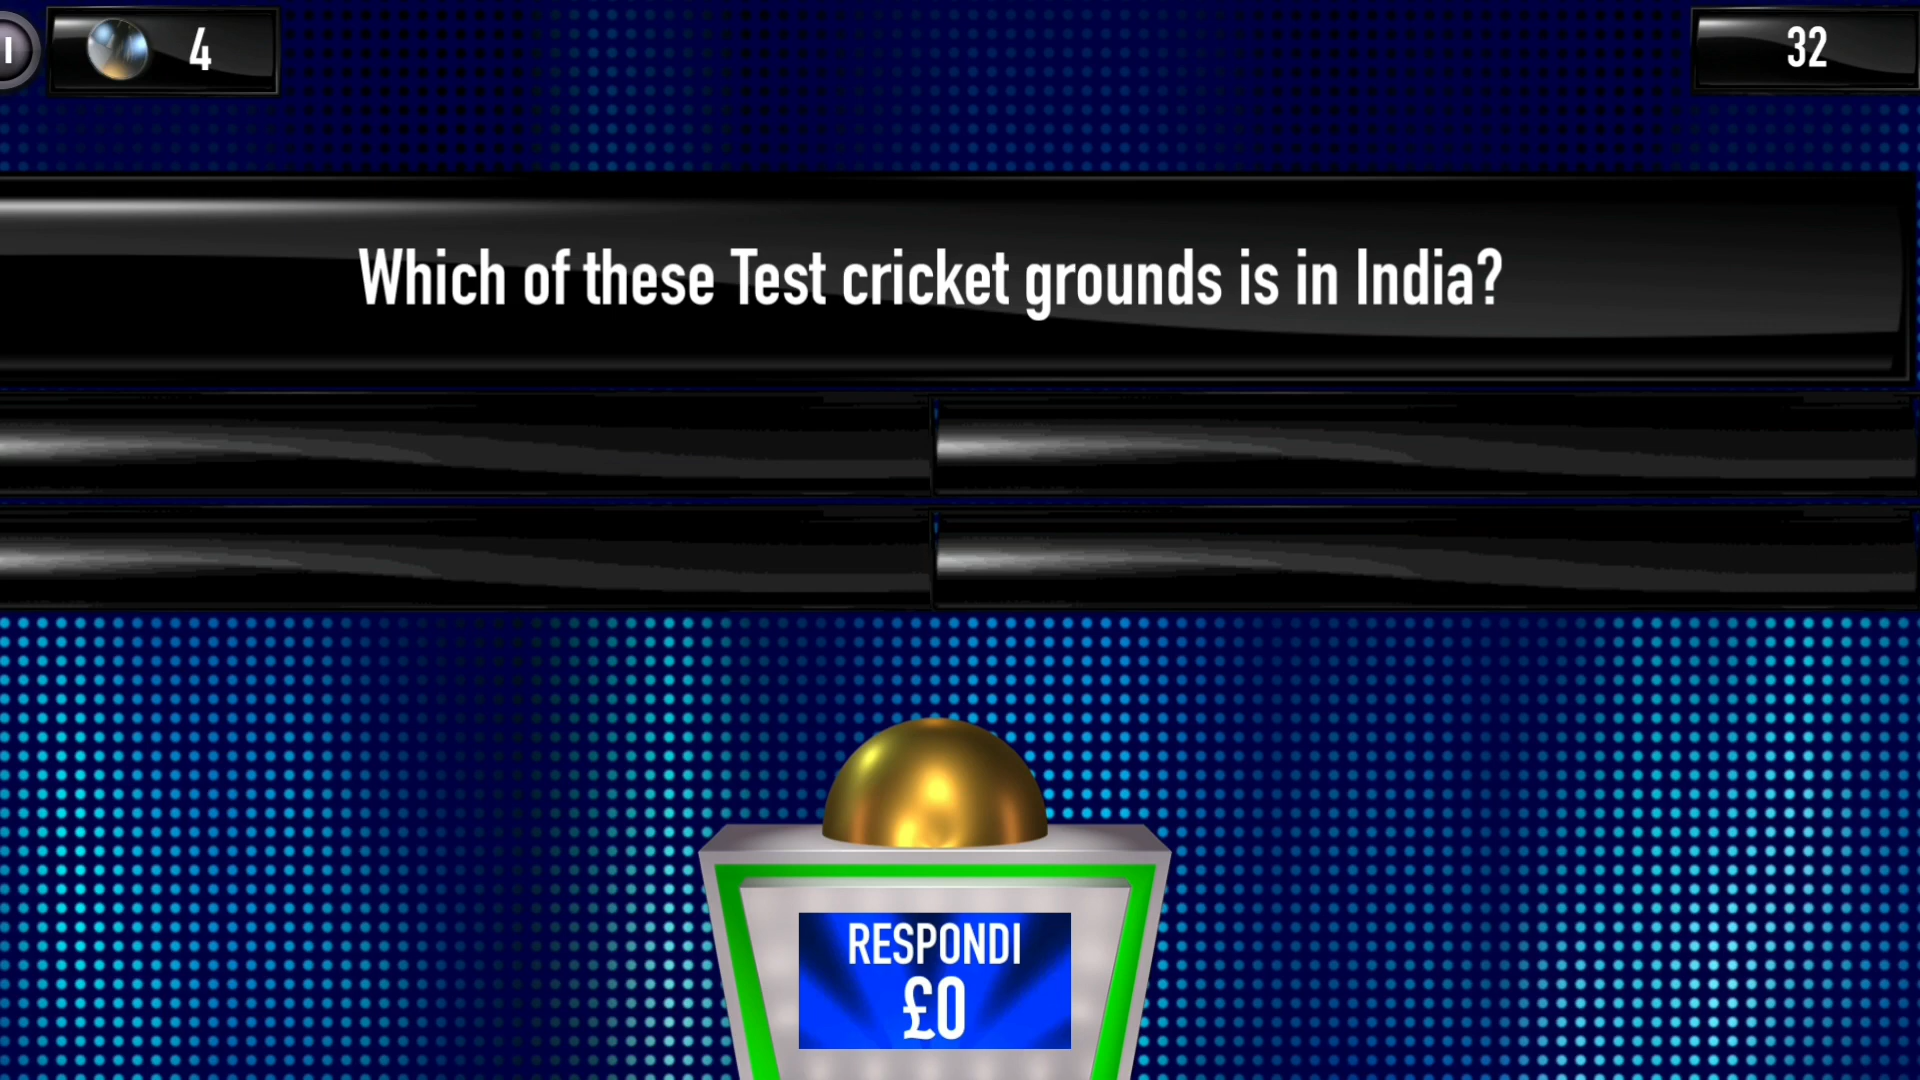 4
32
Which of these Test cricket grounds is in India?
RESPONDI
£0